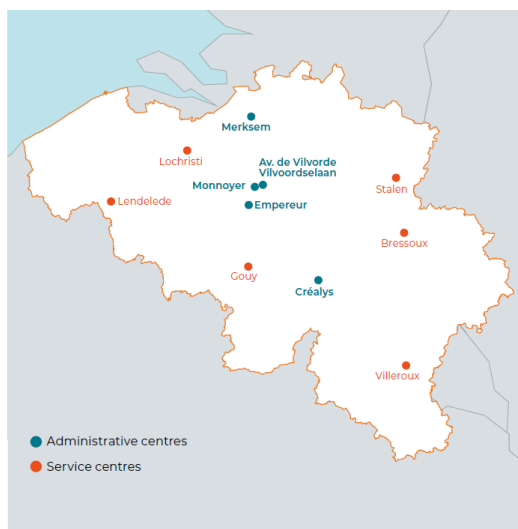 Merksem
Lochristi
Av. de Vilvorde
Vilvoordselaan
Monnoyer
Stalen
Lendelede
Empereur
Bressoux
Gouy
Créalys
Villeroux
Administrative centres
Service centres